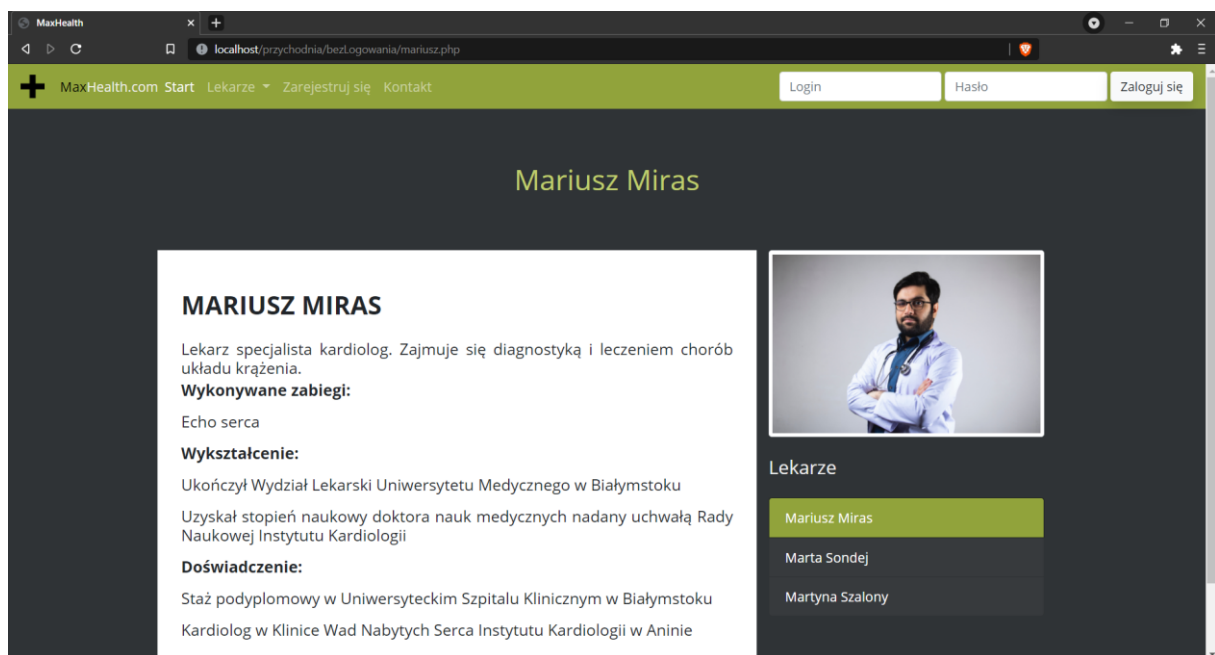 MaxHealth
localhost/przychodnia/bezLogowania/mariusz.php
MaxHealth.com Start Lekarze Zarejestruj się Kontakt Login Hasło Zaloguj się
Mariusz Miras
MARIUSZ MIRAS
Lekarz specjalista kardiolog. Zajmuje się diagnostyką i leczeniem chorób
układu krążenia.
Wykonywane zabiegi:
Echo serca
Wykształcenie:
Ukończył Wydział Lekarski Uniwersytetu Medycznego w Białymstoku
Uzyskał stopień naukowy doktora nauk medycznych nadany uchwałą Rady
Naukowej Instytutu Kardiologii
Doświadczenie:
Staż podyplomowy w Uniwersyteckim Szpitalu Klinicznym w Białymstoku
Kardiolog w Klinice Wad Nabytych Serca Instytutu Kardiologii w Aninie
Lekarze
Mariusz Miras
Marta Sondej
Martyna Szalony